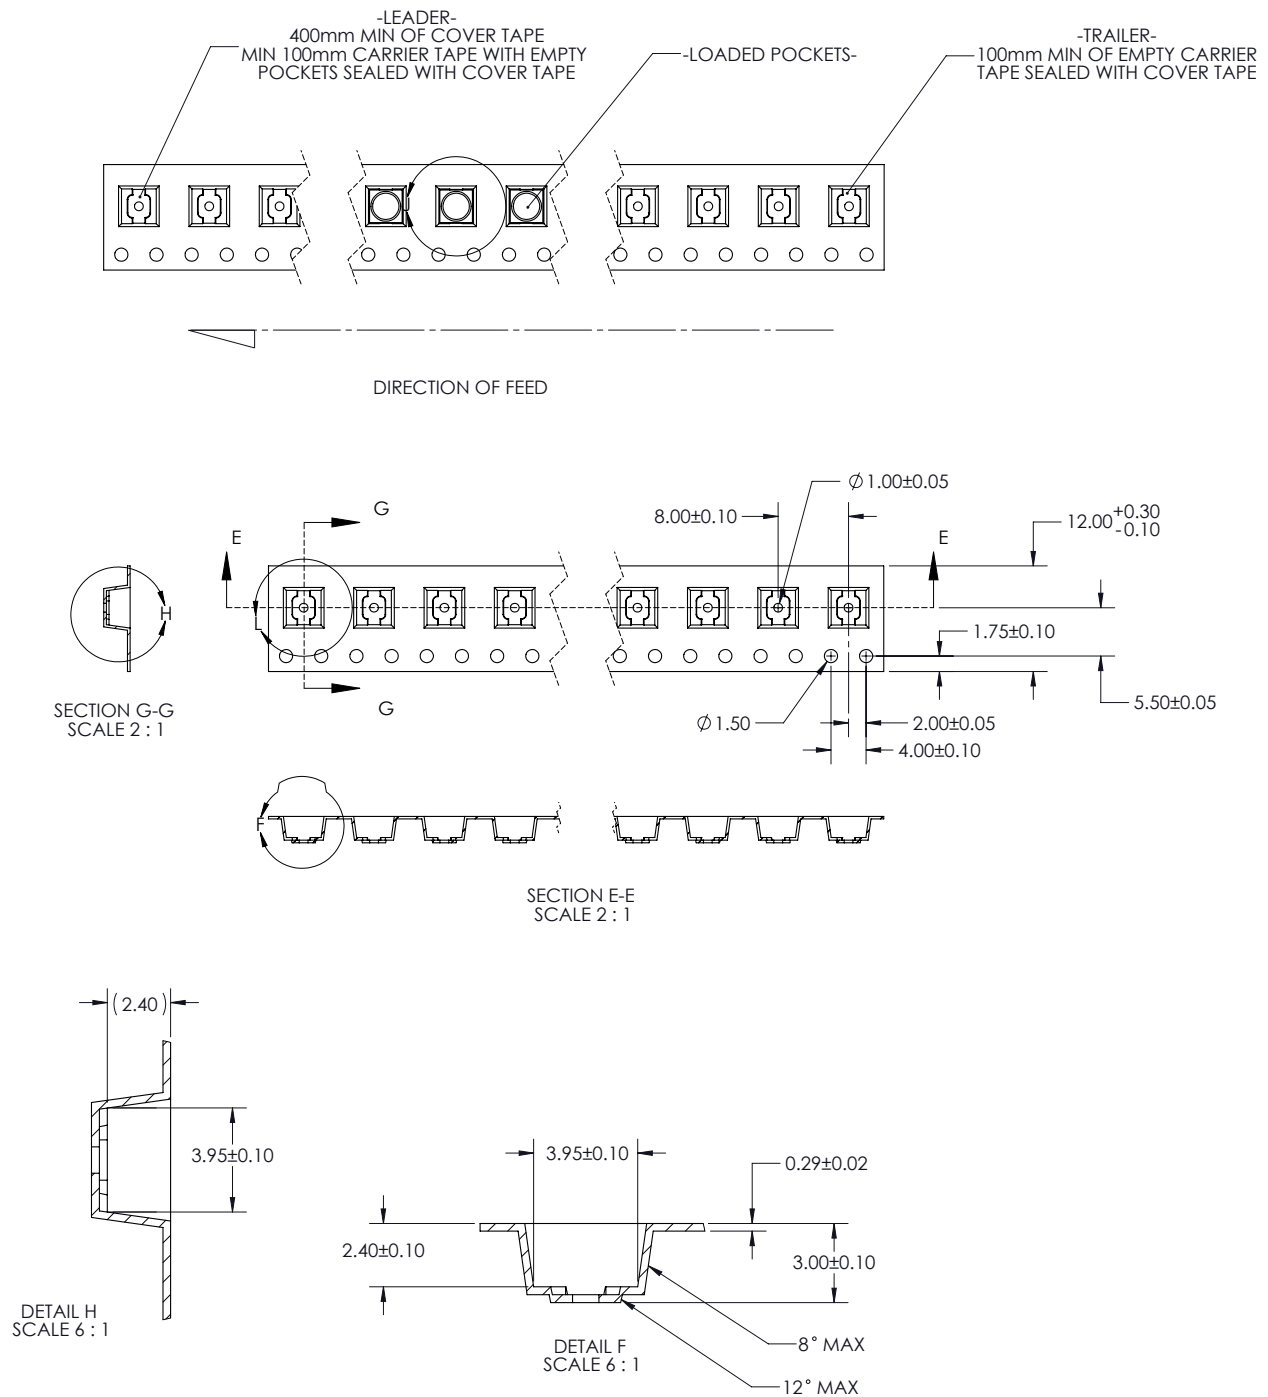 -LEADER-
400mm MIN OF COVER TAPE
MIN 100mm CARRIER TAPE WITH EMPTY
POCKETS SEALED WITH COVER TAPE
-LOADED POCKETS-
-TRAILER-
100mm MIN OF EMPTY CARRIER
TAPE SEALED WITH COVER TAPE
J
DIRECTION OF FEED
G
E
8.00±0.10
∅1.00±0.05
E
12.00 +0.30 -0.10
H
L
1.75±0.10
5.50±0.05
SECTION G-G
SCALE 2 : 1
G
∅1.50
2.00±0.05
4.00±0.10
F
SECTION E-E
SCALE 2 : 1
(2.40)
3.95±0.10
DETAIL H
SCALE 6 : 1
3.95±0.10
0.29±0.02
2.40±0.10
3.00±0.10
8° MAX
12° MAX
DETAIL F
SCALE 6 : 1